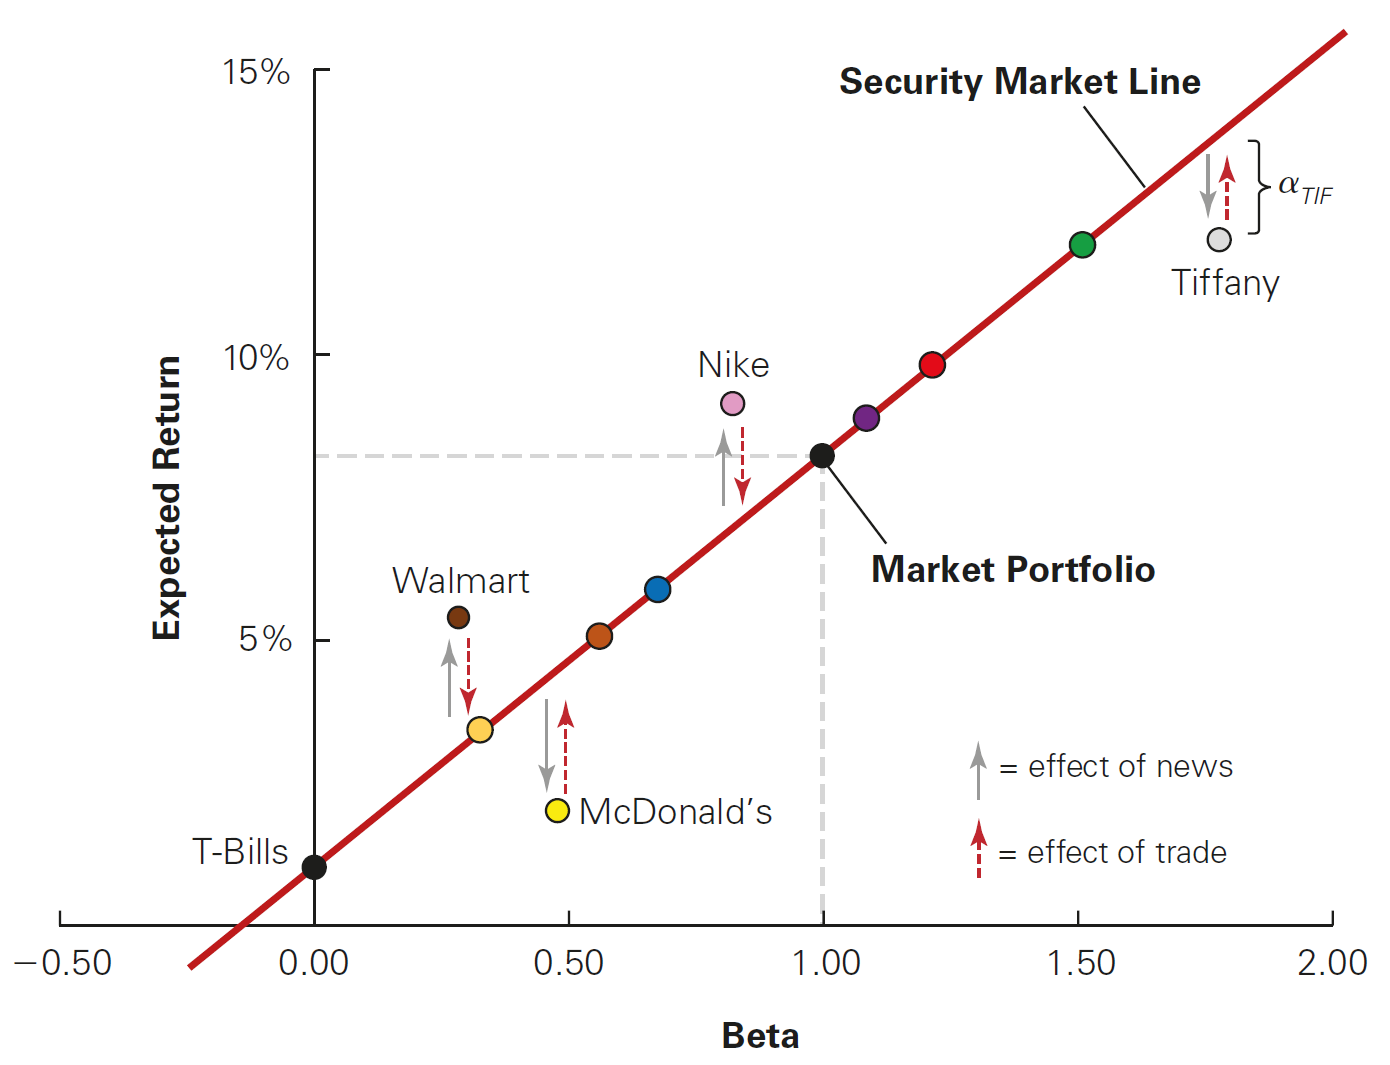 15%
Security Market Line
α TIF
Tiffany
10%
Nike
Expected Return
Market Portfolio
Walmart
5%
= effect of news
McDonald’s
T-Bills
= effect of trade
−0.50 0.00 0.50 1.00 1.50 2.00
Beta